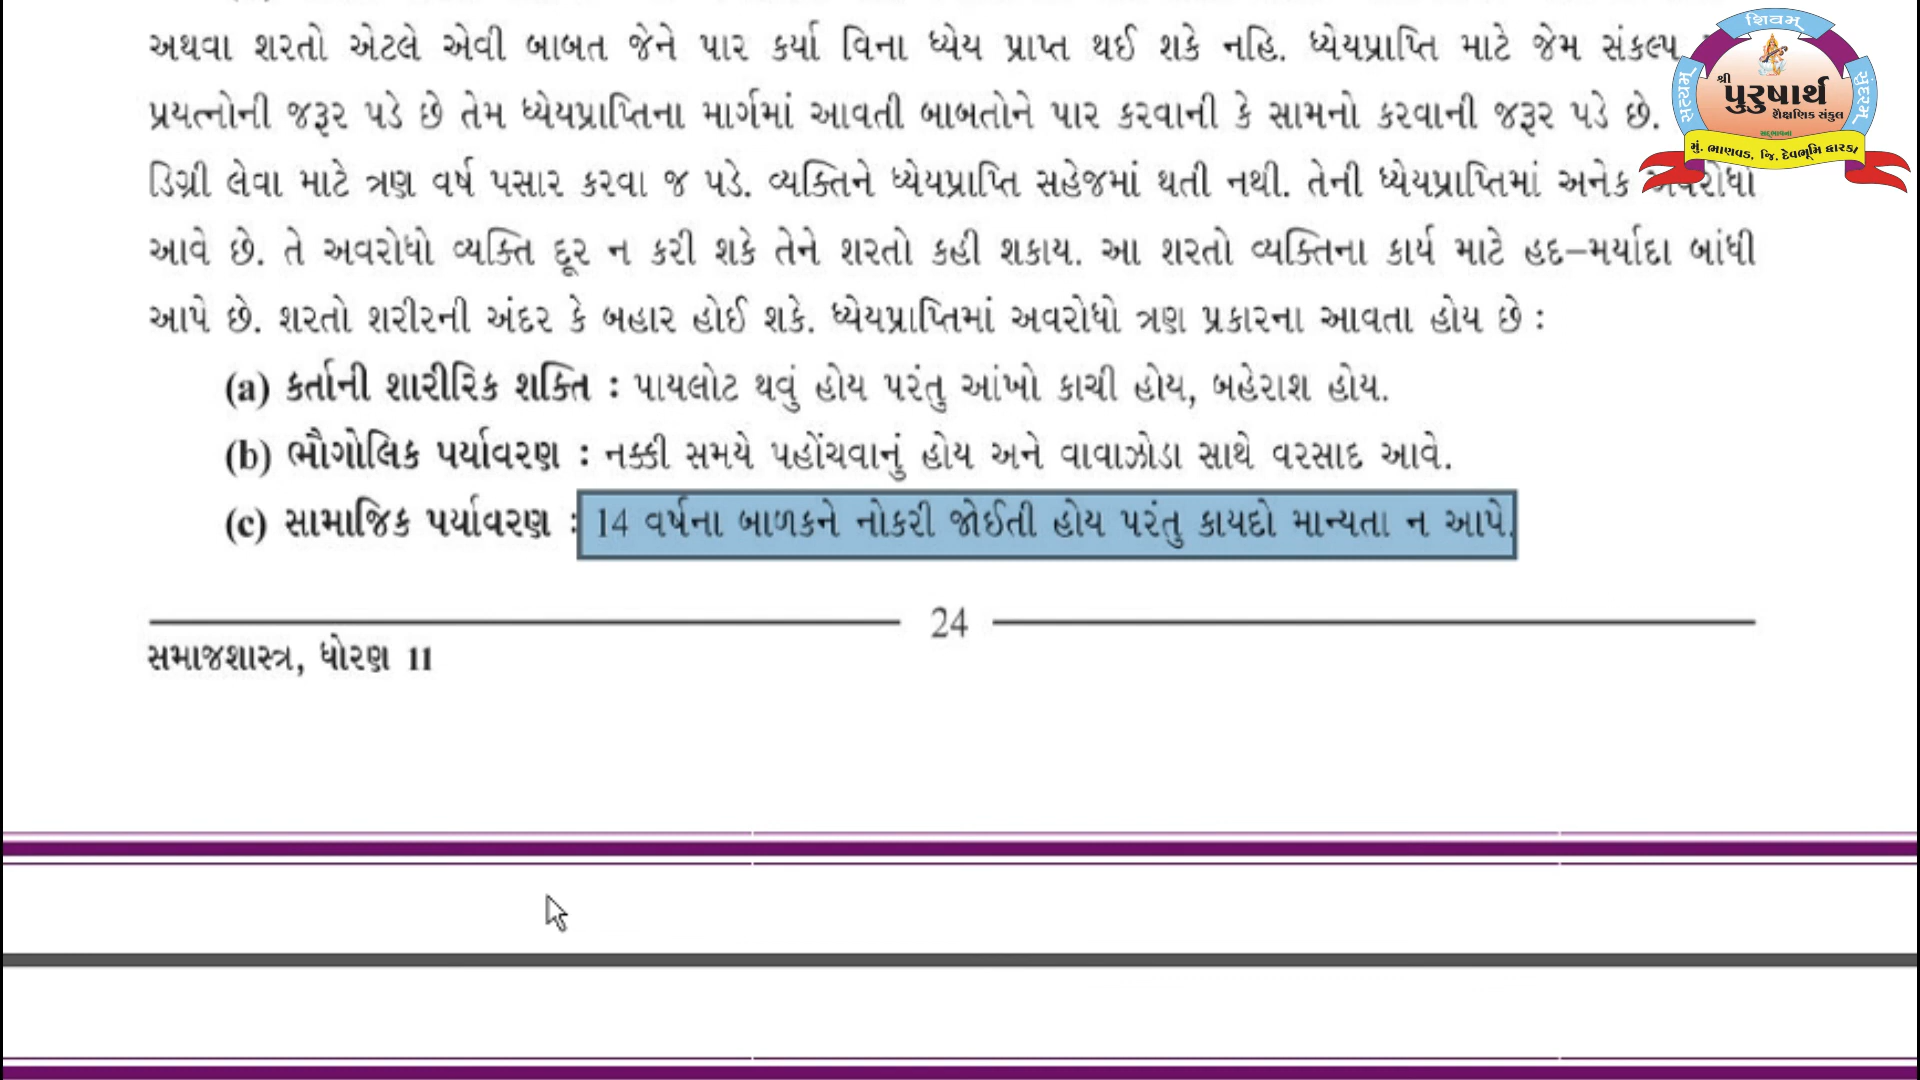 અથવા શરતો એટલે એવી બાબત જેને પાર કર્યા વિના ધ્યેય પ્રાપ્ત થઈ શકે નહિ. ધ્યેયપ્રાપ્તિ માટે જેમ સંકલ્પ
પ્રયત્નોની જરૂર પડે છે તેમ ધ્યેયપ્રાપ્તિના માર્ગમાં આવતી બાબતોને પાર કરવાની કે સામનો કરવાની જરૂર પડે છે.
ડિગ્રી લેવા માટે ત્રણ વર્ષ પસાર કરવા જ પડે. વ્યક્તિને ધ્યેયપ્રાપ્તિ સહેજમાં થતી નથી. તેની ધ્યેયપ્રાપ્તિમાં અનેક અવરોધો
આવે છે. તે અવરોધો વ્યક્તિ દૂર ન કરી શકે તેને શરતો કહી શકાય. આ શરતો વ્યક્તિના કાર્ય માટે હદ–મર્યાદા બાંધી
આપે છે. શરતો શરીરની અંદર કે બહાર હોઈ શકે. ધ્યેયપ્રાપ્તિમાં અવરોધો ત્રણ પ્રકારના આવતા હોય છે :
(a) કર્તાની શારીરિક શક્તિ : પાયલોટ થવું હોય પરંતુ આંખો કાચી હોય, બહેરાશ હોય.
(b) ભૌગોલિક પર્યાવરણ : નક્કી સમયે પહોંચવાનું હોય અને વાવાઝોડા સાથે વરસાદ આવે.
(c) સામાજિક પર્યાવરણ : 14 વર્ષના બાળકને નોકરી જોઈતી હોય પરંતુ કાયદો માન્યતા ન આપે.
24
સમાજશાસ્ત્ર, ધોરણ 11
શિવમ્
સત્યમ્
સુંદરમ્
શ્રી
પુરુષાર્થ
શૈક્ષણિક સંકુલ
સદ્ભાવના
મું. ભાણવડ, જિ. દેવભૂમિ દ્વારકા